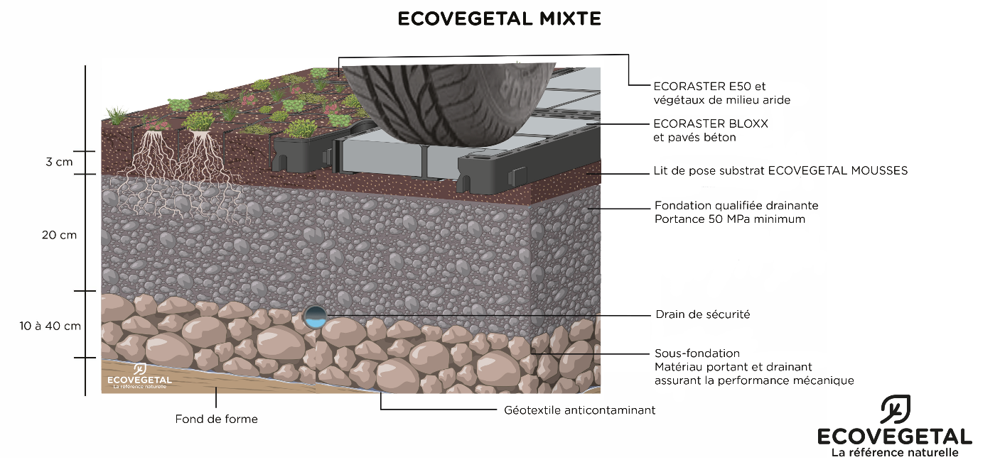 ECOVEGETAL MIXTE
ECORASTER E50 et
végétaux de milieu aride
ECORASTER BLOXX
et pavés béton
3 cm
Lit de pose substrat ECOVEGETAL MOUSSES
Fondation qualifiée drainante
Portance 50 MPa minimum
20 cm
Drain de sécurité
10 à 40 cm
Sous-fondation
Matériau portant et drainant
assurant la performance mécanique
ECOVEGETAL
La référence naturelle
Géotextile anticontaminant
Fond de forme
ECOVEGETAL
La référence naturelle